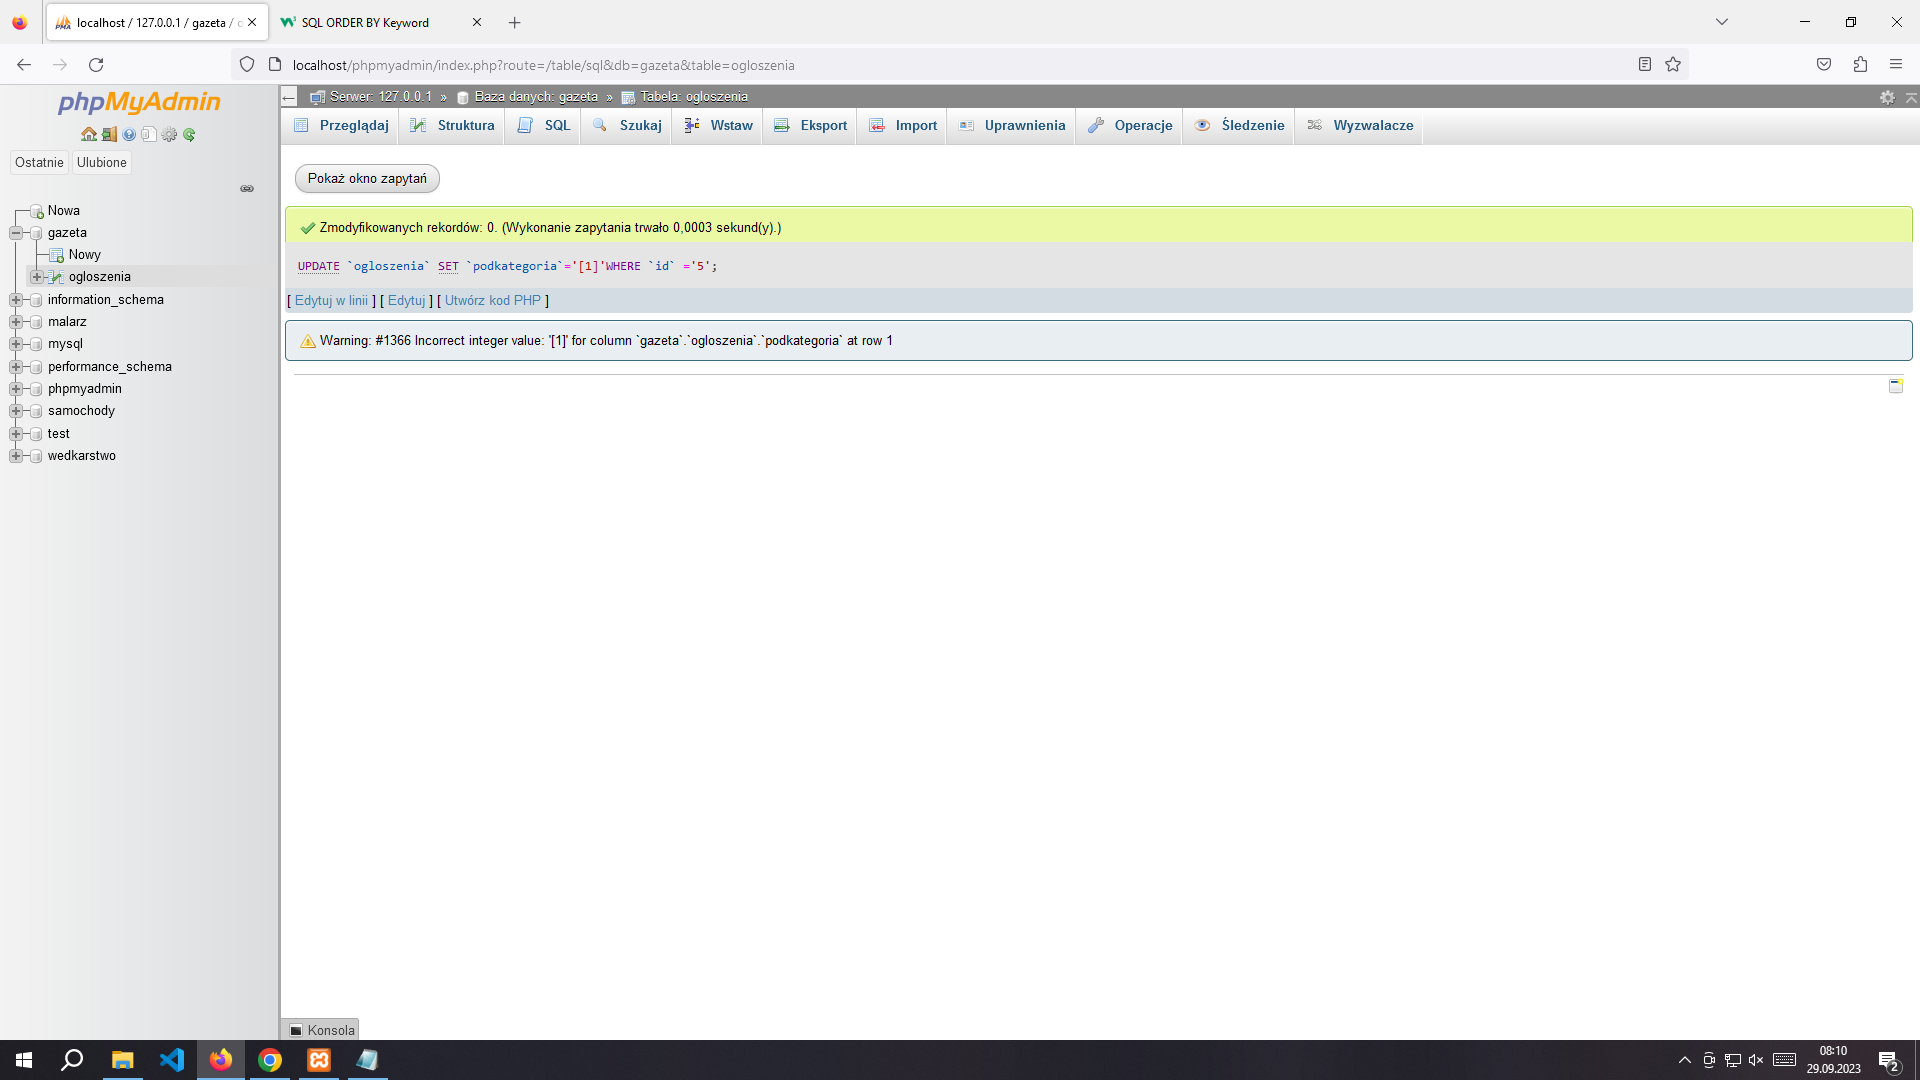 localhost / 127.0.0.1 / gazeta / o
SQL ORDER BY Keyword
localhost/phpmyadmin/index.php?route=/table/sql&db=gazeta&table=ogloszenia
phpMyAdmin
Ostatnie Ulubione
Nowa
gazeta
Nowy
ogloszenia
information_schema
malarz
mysql
performance_schema
phpmyadmin
samochody
test
wedkarstwo
Serwer: 127.0.0.1 » Baza danych: gazeta » Tabela: ogloszenia
Przeglądaj Struktura SQL Szukaj Wstaw Eksport Import Uprawnienia Operacje Śledzenie Wyzwalacze
Pokaż okno zapytań
Zmodyfikowanych rekordów: 0. (Wykonanie zapytania trwało 0,0003 sekund(y).)
UPDATE `ogloszenia` SET `podkategoria`='[1]'WHERE `id` ='5';
[ Edytuj w linii ] [ Edytuj ] [ Utwórz kod PHP ]
Warning: #1366 Incorrect integer value: '[1]' for column `gazeta`.`ogloszenia`.`podkategoria` at row 1
Konsola
08:10
29.09.2023
2